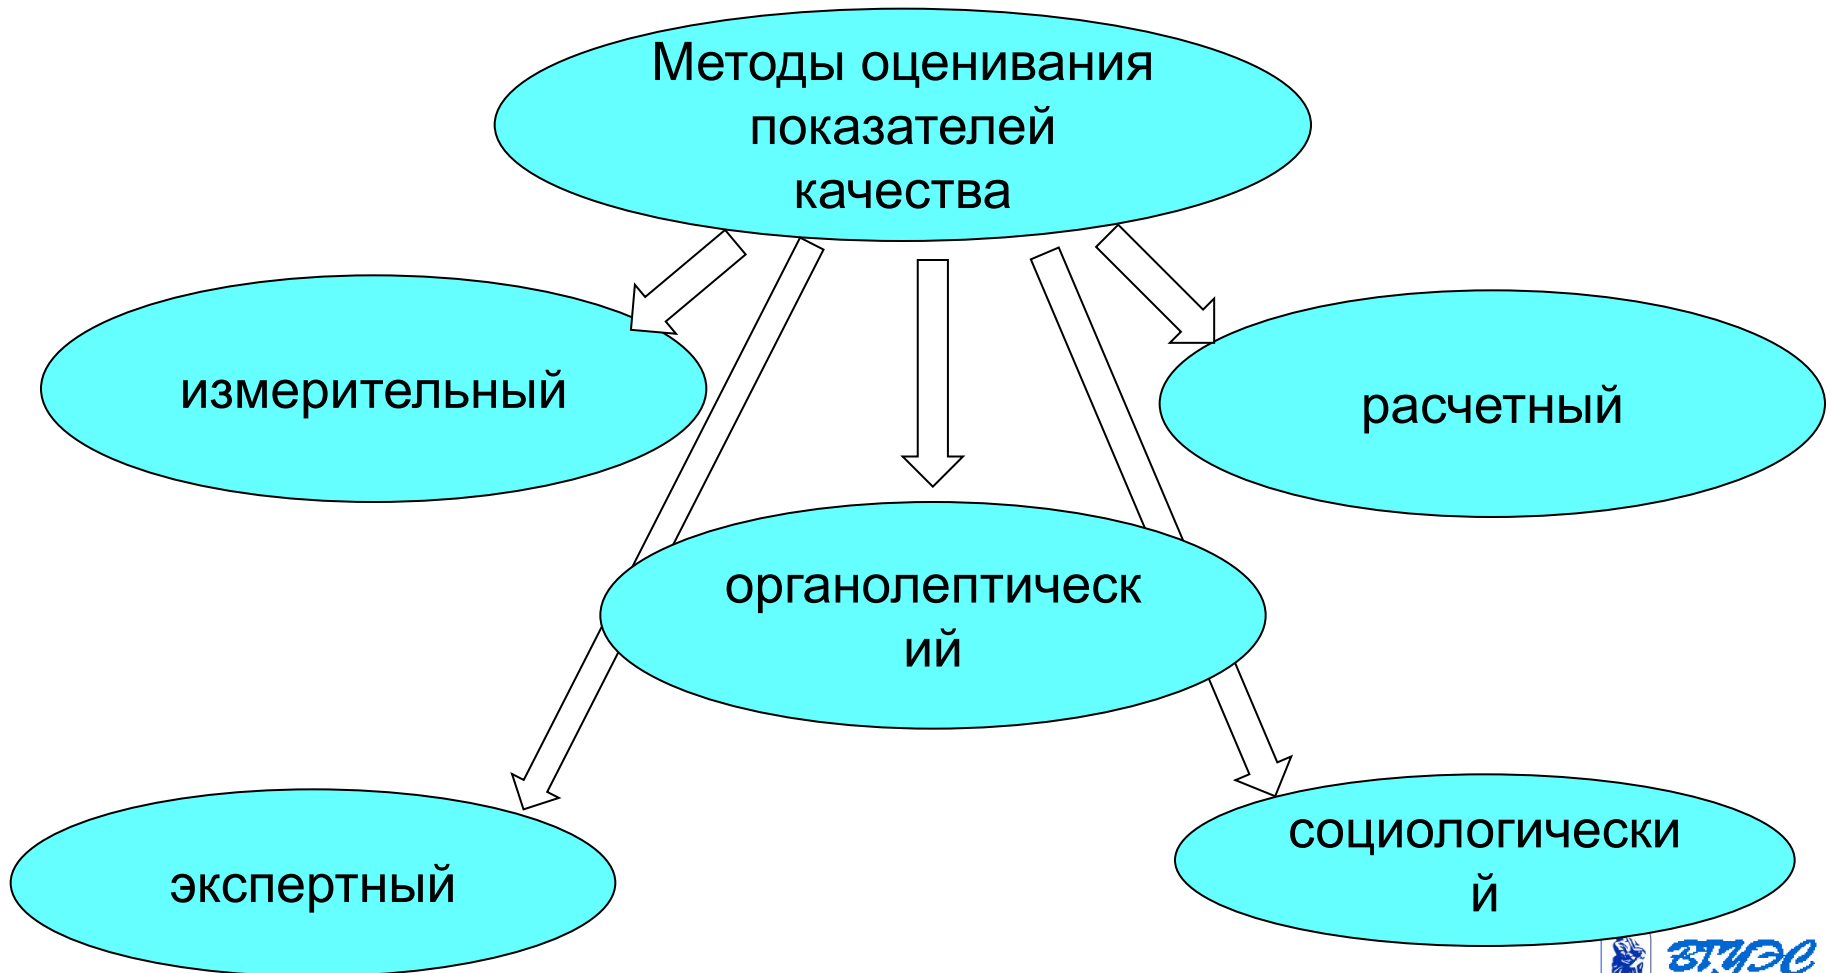 Методы оценивания
показателей
качества
измерительный
расчетный
органолептическ
ий
экспертный
социологически
й
ВГУЭС